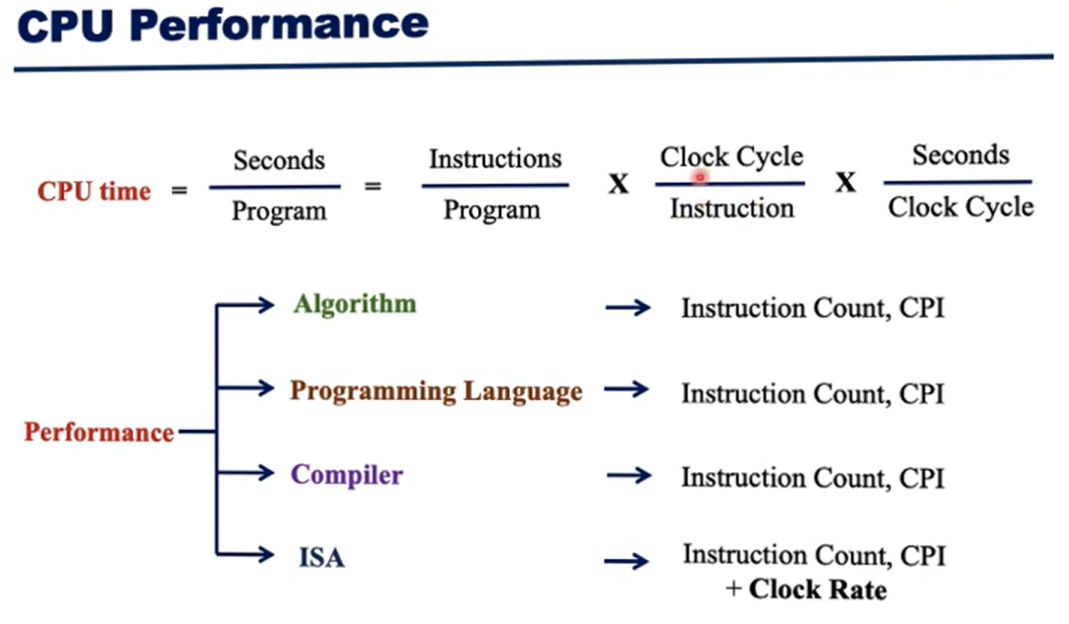 CPU Performance
CPU time = Seconds / Program = Instructions / Program X Clock Cycle / Instruction X Seconds / Clock Cycle
Performance
Algorithm → Instruction Count, CPI
Programming Language → Instruction Count, CPI
Compiler → Instruction Count, CPI
ISA → Instruction Count, CPI
+ Clock Rate